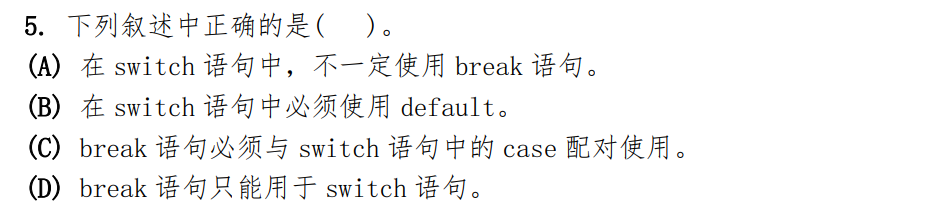 5. 下列叙述中正确的是(　 )。
(A) 在 switch 语句中，不一定使用 break 语句。
(B) 在 switch 语句中必须使用 default。
(C) break 语句必须与 switch 语句中的 case 配对使用。
(D) break 语句只能用于 switch 语句。